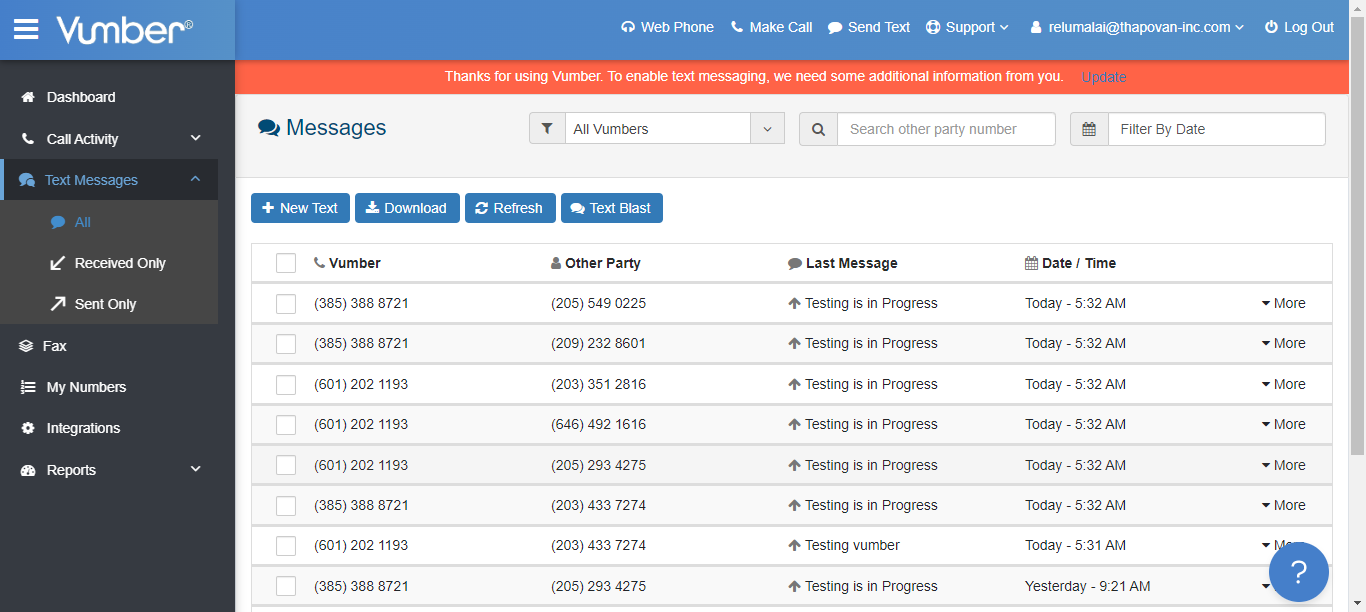 Vumber®
Web Phone Make Call Send Text Support relumalai@thapovan-inc.com Log Out
Thanks for using Vumber. To enable text messaging, we need some additional information from you. Update
Dashboard
Call Activity
Text Messages
All
Received Only
Sent Only
Fax
My Numbers
Integrations
Reports
Messages
All Vumbers
Search other party number
Filter By Date
New Text Download Refresh Text Blast
Vumber Other Party Last Message Date / Time
(385) 388 8721 (205) 549 0225 Testing is in Progress Today - 5:32 AM More
(385) 388 8721 (209) 232 8601 Testing is in Progress Today - 5:32 AM More
(601) 202 1193 (203) 351 2816 Testing is in Progress Today - 5:32 AM More
(601) 202 1193 (646) 492 1616 Testing is in Progress Today - 5:32 AM More
(601) 202 1193 (205) 293 4275 Testing is in Progress Today - 5:32 AM More
(385) 388 8721 (203) 433 7274 Testing is in Progress Today - 5:32 AM More
(601) 202 1193 (203) 433 7274 Testing vumber Today - 5:31 AM
(385) 388 8721 (205) 293 4275 Testing is in Progress Yesterday - 9:21 AM
?